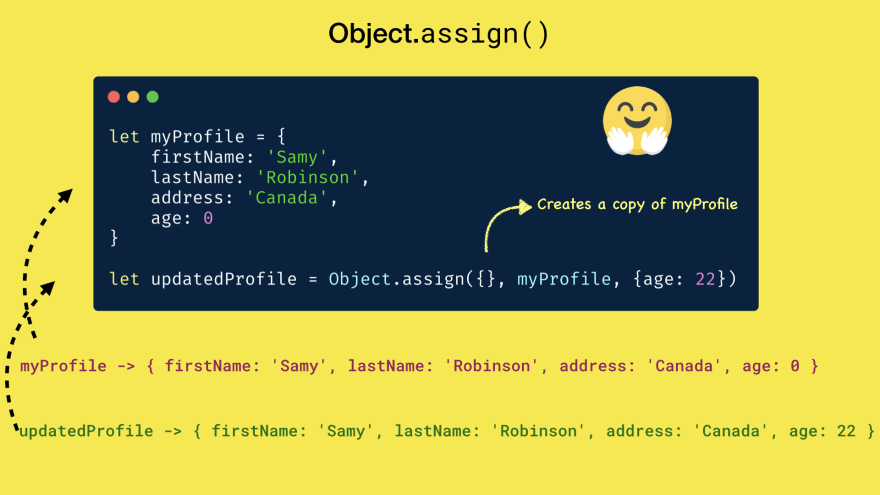 Object.assign()
let myProfile = {
firstName: 'Samy',
lastName: 'Robinson',
address: 'Canada',
age: 0
}
Creates a copy of myProfile
let updatedProfile = Object.assign({}, myProfile, {age: 22})
myProfile -> { firstName: 'Samy', lastName: 'Robinson', address: 'Canada', age: 0 }
updatedProfile -> { firstName: 'Samy', lastName: 'Robinson', address: 'Canada', age: 22 }